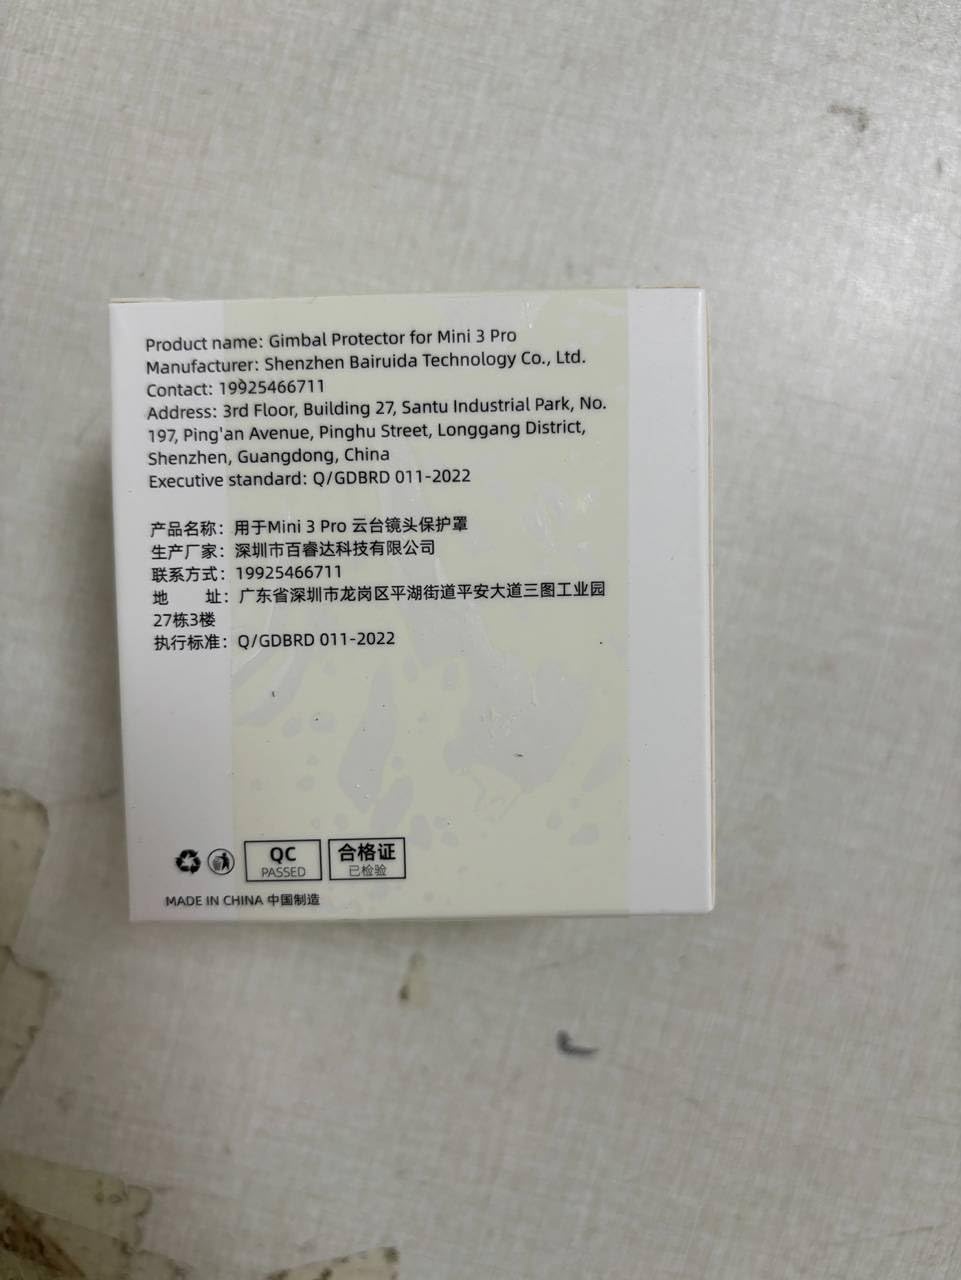 Product name: Gimbal Protector for Mini 3 Pro
Manufacturer: Shenzhen Bairuida Technology Co., Ltd.
Contact: 19925466711
Address: 3rd Floor, Building 27, Santu Industrial Park, No.
197, Ping'an Avenue, Pinghu Street, Longgang District,
Shenzhen, Guangdong, China
Executive standard: Q/GDBRD 011-2022
产品名称：用于Mini 3 Pro 云台镜头保护罩
生产厂家：深圳市百睿达科技有限公司
联系方式：19925466711
地　　址：广东省深圳市龙岗区平湖街道平安大道三图工业园
27栋3楼
执行标准：Q/GDBRD 011-2022
QC
PASSED
合格证
已检验
MADE IN CHINA 中国制造